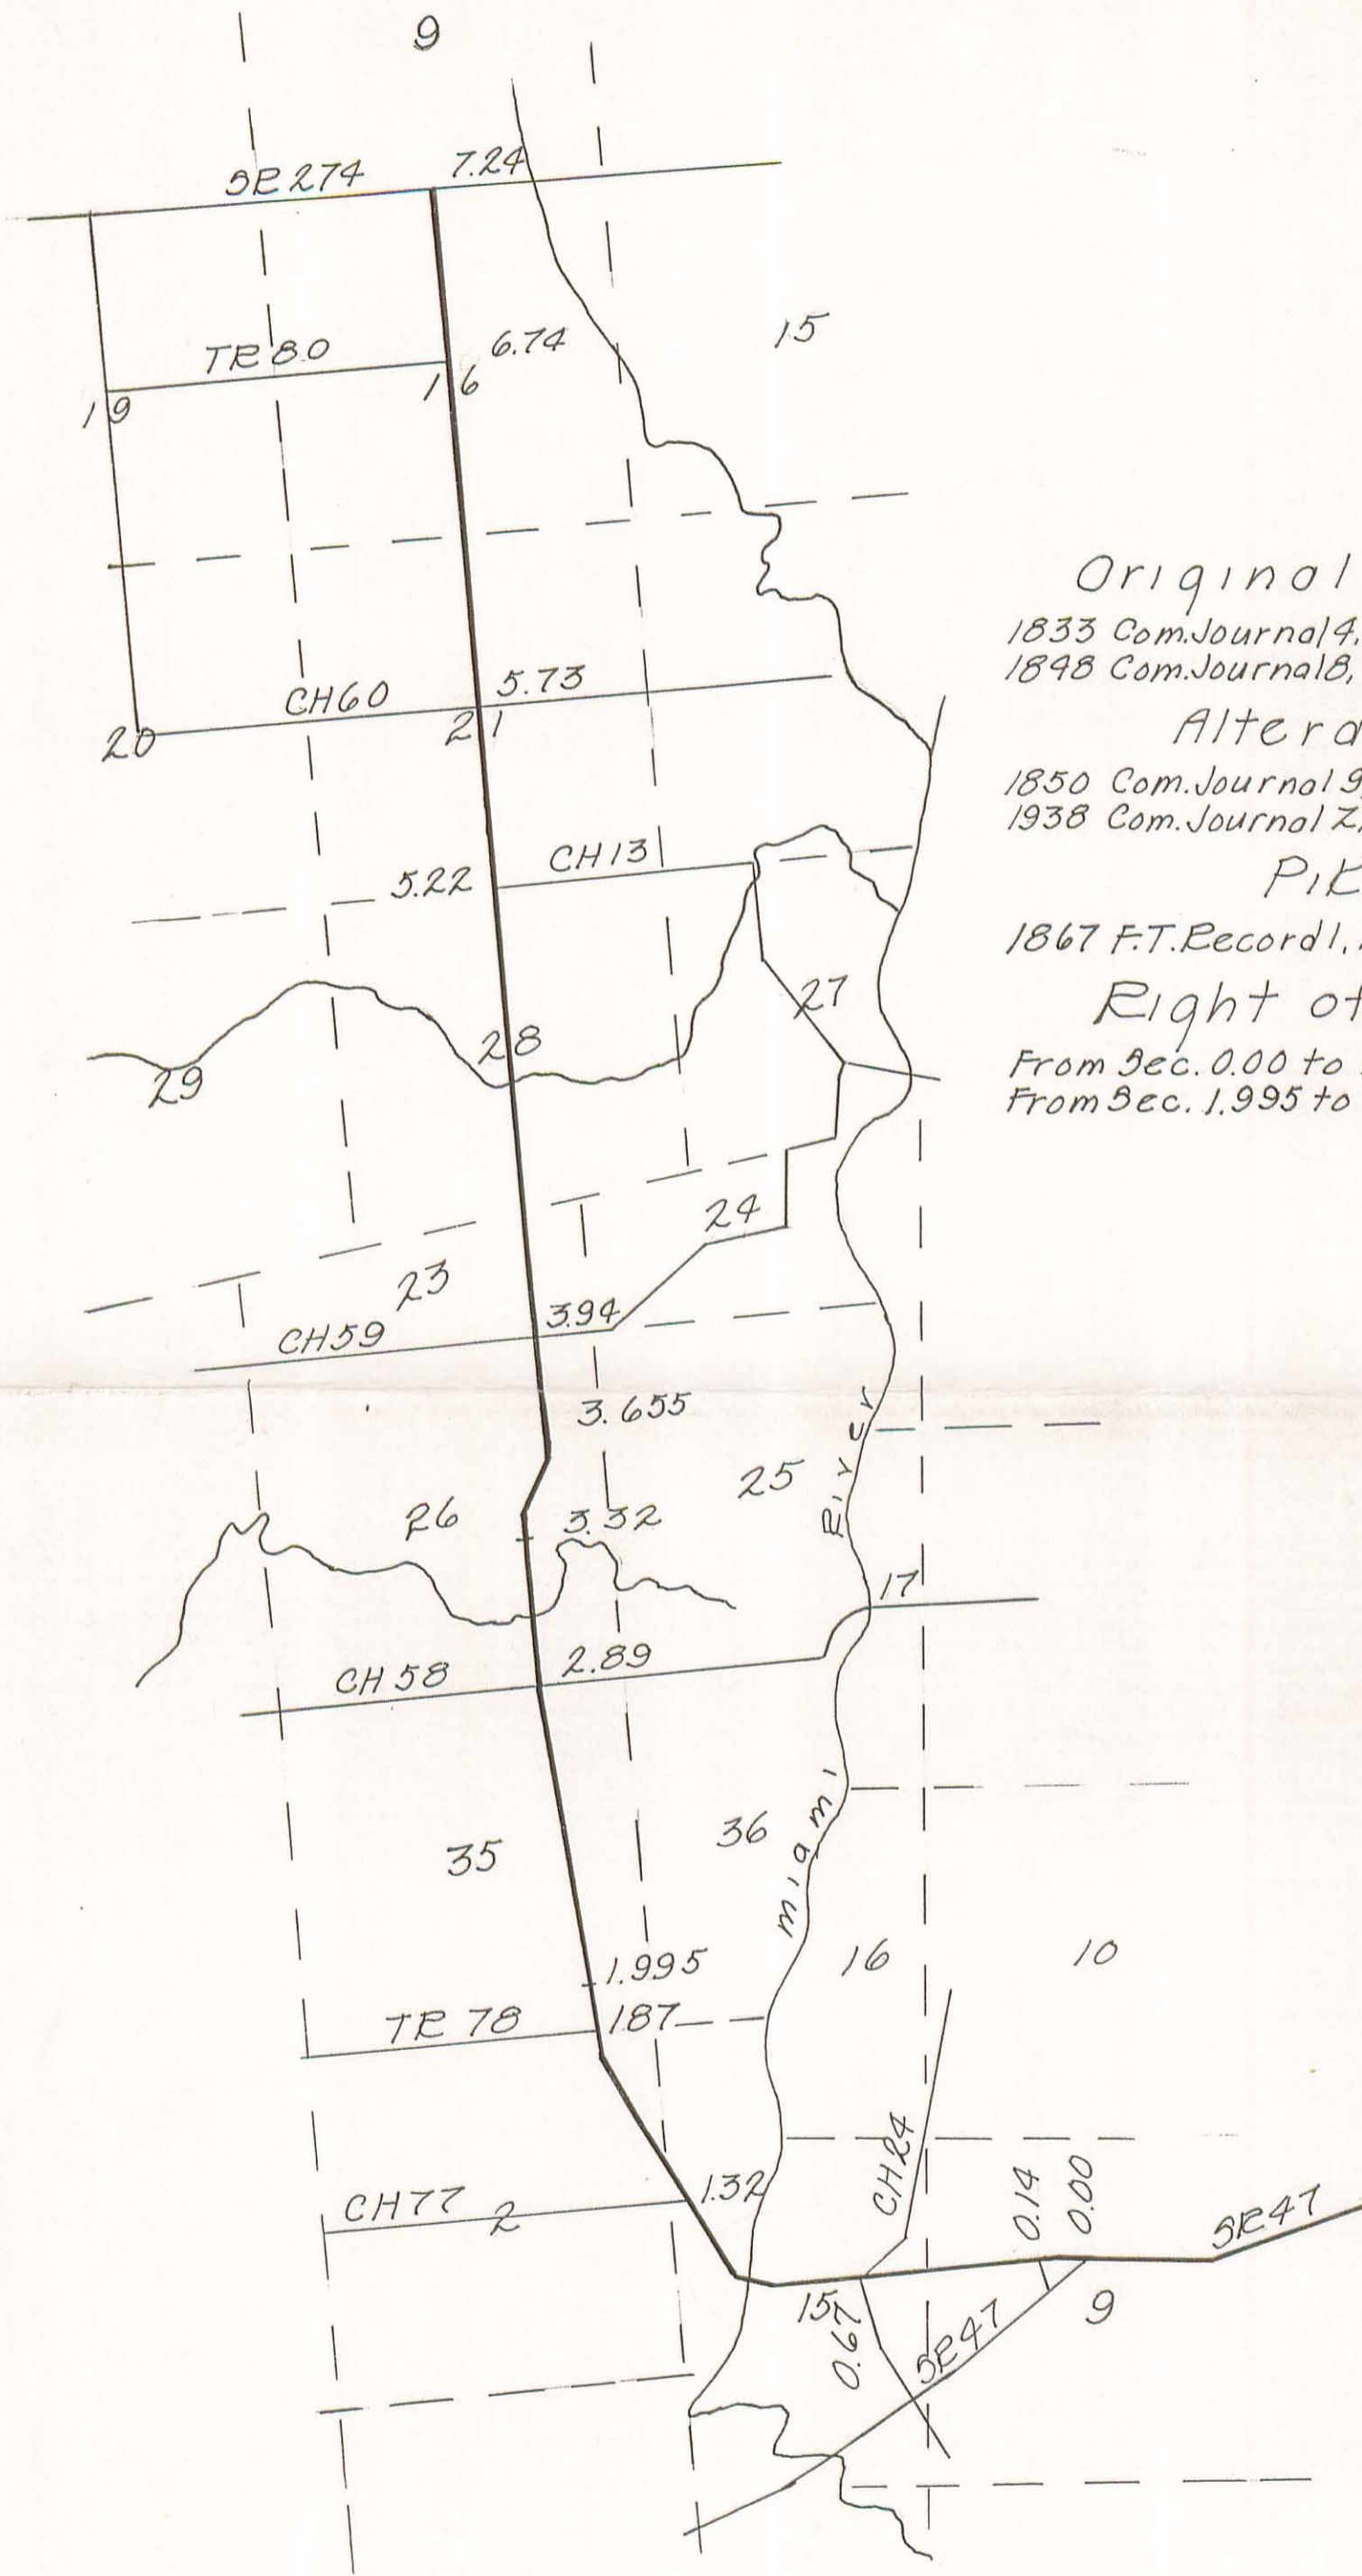 9
SR 274
7.24
15
6.74
TR 80
16
19
Original
1833 Com. Journal 4,
1848 Com. Journal 8,
5.73
CH 60
21
20
Altera
1850 Com. Journal 9,
1938 Com. Journal Z,
CH 13
5.22
Pik
1867 F.T. Record 1,
27
Right of
28
29
From Sec. 0.00 to
From Sec. 1.995 to
24
23
3.94
CH 59
3.655
25
26
3.32
River
17
2.89
CH 58
36
Miami
35
16
10
1.995
TR 78
1.87
CH 24
0.14
0.00
1.32
CH 77
2
SR 47
15
0.67
SR 47
9